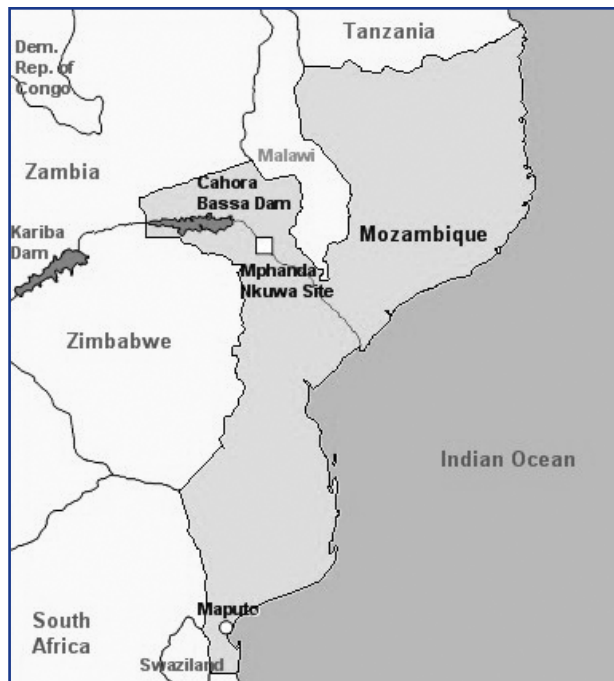 Tanzania
Dem.
Rep. of
Congo
Malawi
Zambia
Cahora
Bassa Dam
Kariba
Dam
Mozambique
Mphanda
Nkuwa Site
Zimbabwe
Indian Ocean
Maputo
South
Africa
Swaziland